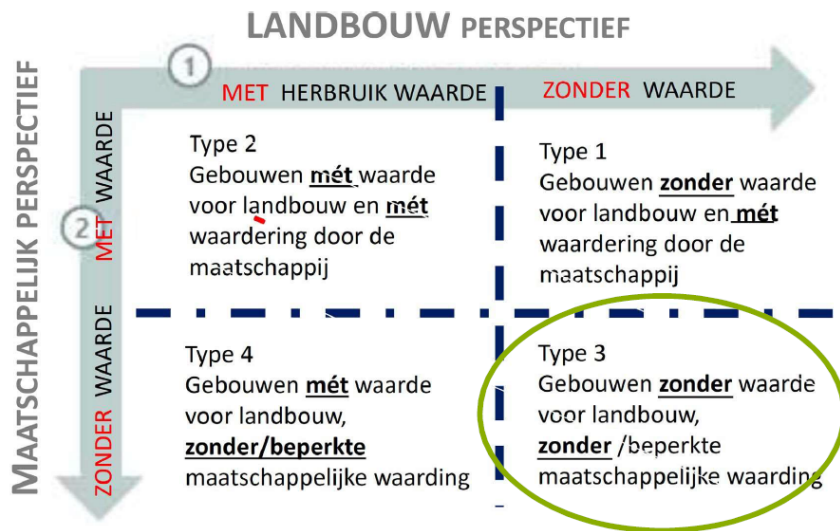 LANDBOUW PERSPECTIEF
1
MET HERBRUIK WAARDE
ZONDER WAARDE
MAATSCHAPPELIJK PERSPECTIEF
2
MET WAARDE
ZONDER WAARDE
Type 2
Gebouwen mét waarde
voor landbouw en mét
waardering door de
maatschappij
Type 1
Gebouwen zonder waarde
voor landbouw en mét
waardering door de
maatschappij
Type 4
Gebouwen mét waarde
voor landbouw,
zonder/beperkte
maatschappelijke waarding
Type 3
Gebouwen zonder waarde
voor landbouw,
zonder /beperkte
maatschappelijke waarding